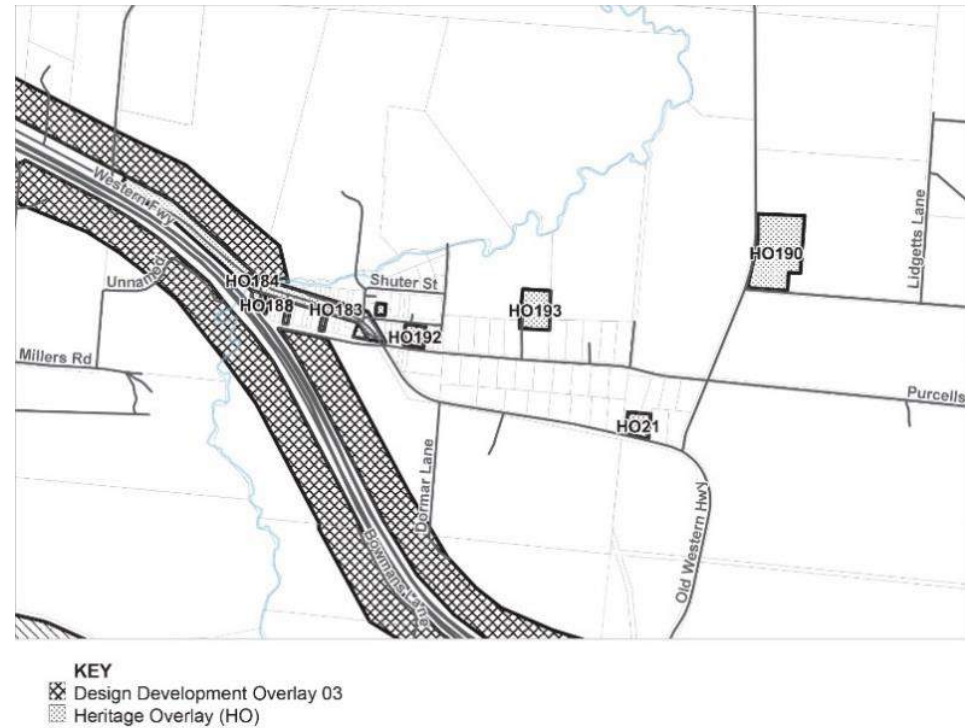 Western Fwy
Unnamed
HO184
HO188
HO183
Shuter St
HO192
HO193
HO190
Lidgetts Lane
Millers Rd
Purcells
HO21
Dormar Lane
Old Western Hwy
Bowmans Lane
KEY
Design Development Overlay 03
Heritage Overlay (HO)